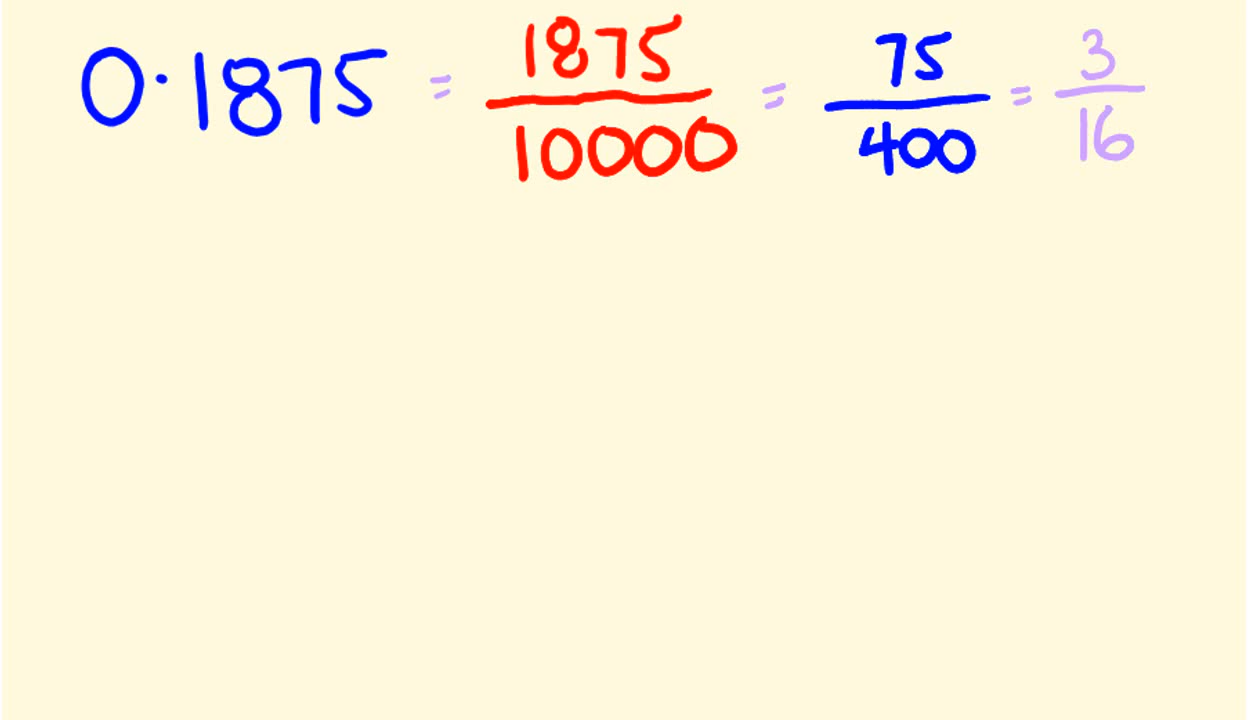 0.1875 = 1875/10000 = 75/400 = 3/16